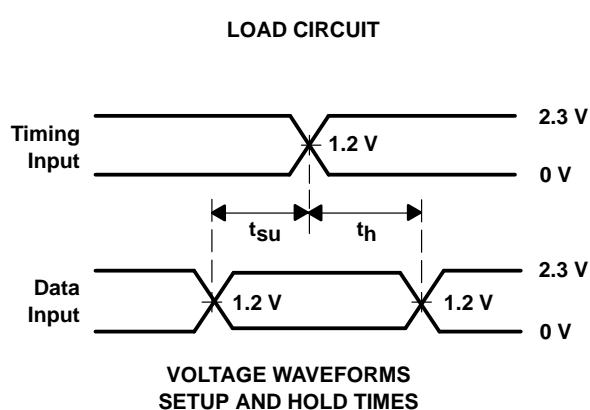 LOAD CIRCUIT
Timing
Input
2.3 V
1.2 V
0 V
tsu
th
Data
Input
2.3 V
1.2 V
1.2 V
0 V
VOLTAGE WAVEFORMS
SETUP AND HOLD TIMES